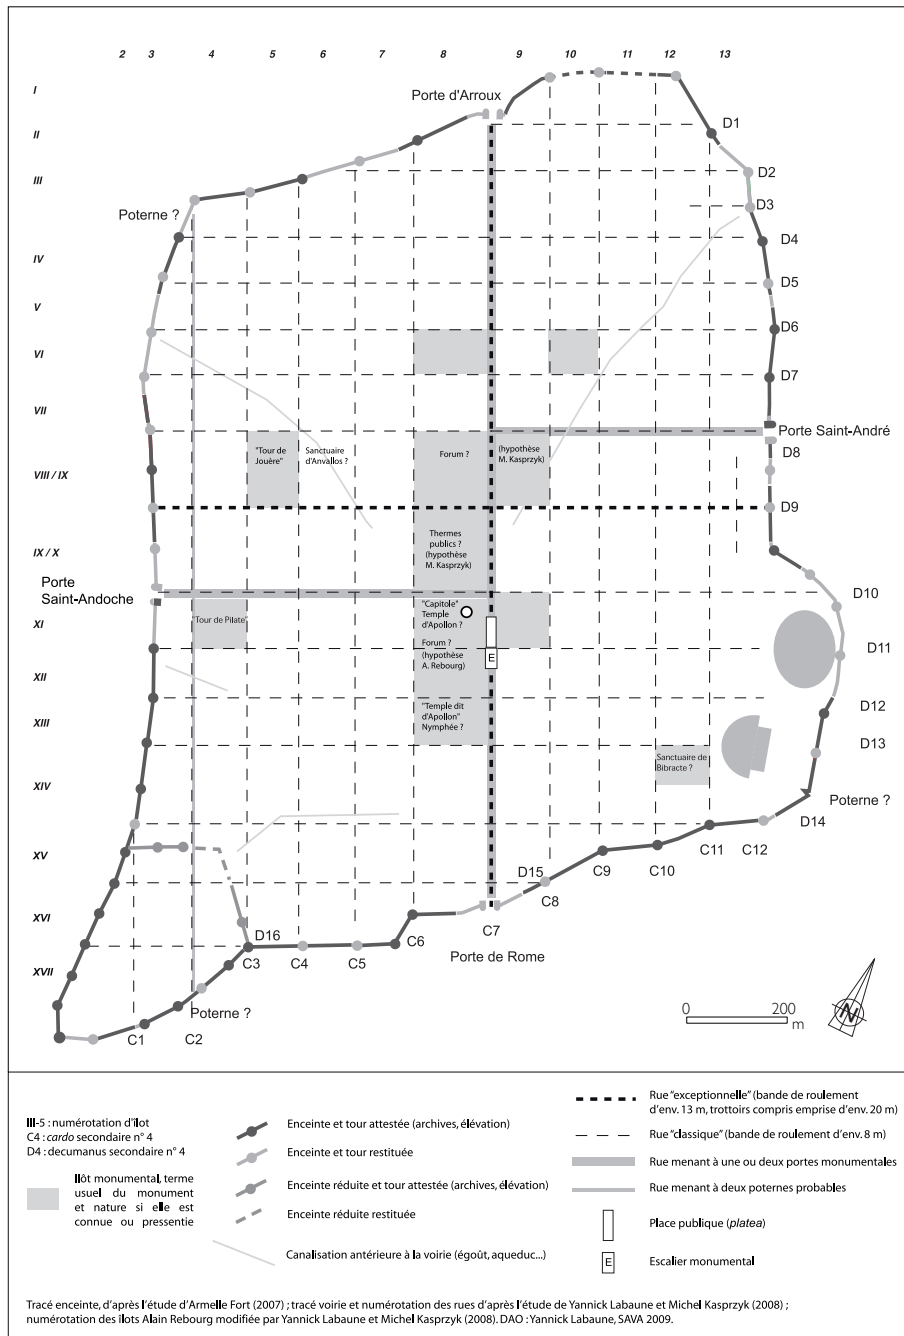 2 3 4 5 6 7 8 9 10 11 12 13
I
Porte d'Arroux
D1
II
D2
III
D3
Poterne ?
D4
IV
D5
V
D6
VI
D7
VII
Porte Saint-André
"Tour de
Jouère"
Sanctuaire
d'Anvallos ?
Forum ?
(hypothèse
M. Kasprzyk)
D8
VIII / IX
D9
Thermes
publics ?
(hypothèse
M. Kasprzyk)
IX / X
Porte
Saint-Andoche
D10
"Capitole"
Temple
d'Apollon ?
XI
"Tour de Pilate"
Forum ?
(hypothèse
A. Rebourg)
E
D11
XII
D12
"Temple dit
d'Apollon"
Nymphée ?
XIII
D13
Sanctuaire de
Bibracte ?
XIV
Poterne ?
D14
C12
C11
C10
C9
XV
D15
C8
XVI
C7
C6
D16
C3
C4
C5
Porte de Rome
XVII
Poterne ?
C1
C2
0 200
m
N
III-5 : numérotation d'îlot
C4 : cardo secondaire n° 4
D4 : decumanus secondaire n° 4
Ilôt monumental, terme
usuel du monument
et nature si elle est
connue ou pressentie
Enceinte et tour attestée (archives, élévation)
Enceinte et tour restituée
Enceinte réduite et tour attestée (archives, élévation)
Enceinte réduite restituée
Canalisation antérieure à la voirie (égoût, aqueduc...)
Rue "exceptionnelle" (bande de roulement
d'env. 13 m, trottoirs compris emprise d'env. 20 m)
Rue "classique" (bande de roulement d'env. 8 m)
Rue menant à une ou deux portes monumentales
Rue menant à deux poternes probables
Place publique (platea)
E
Escalier monumental
Tracé enceinte, d'après l'étude d'Armelle Fort (2007) ; tracé voirie et numérotation des rues d'après l'étude de Yannick Labaune et Michel Kasprzyk (2008) ;
numérotation des îlots Alain Rebourg modifiée par Yannick Labaune et Michel Kasprzyk (2008). DAO : Yannick Labaune, SAVA 2009.